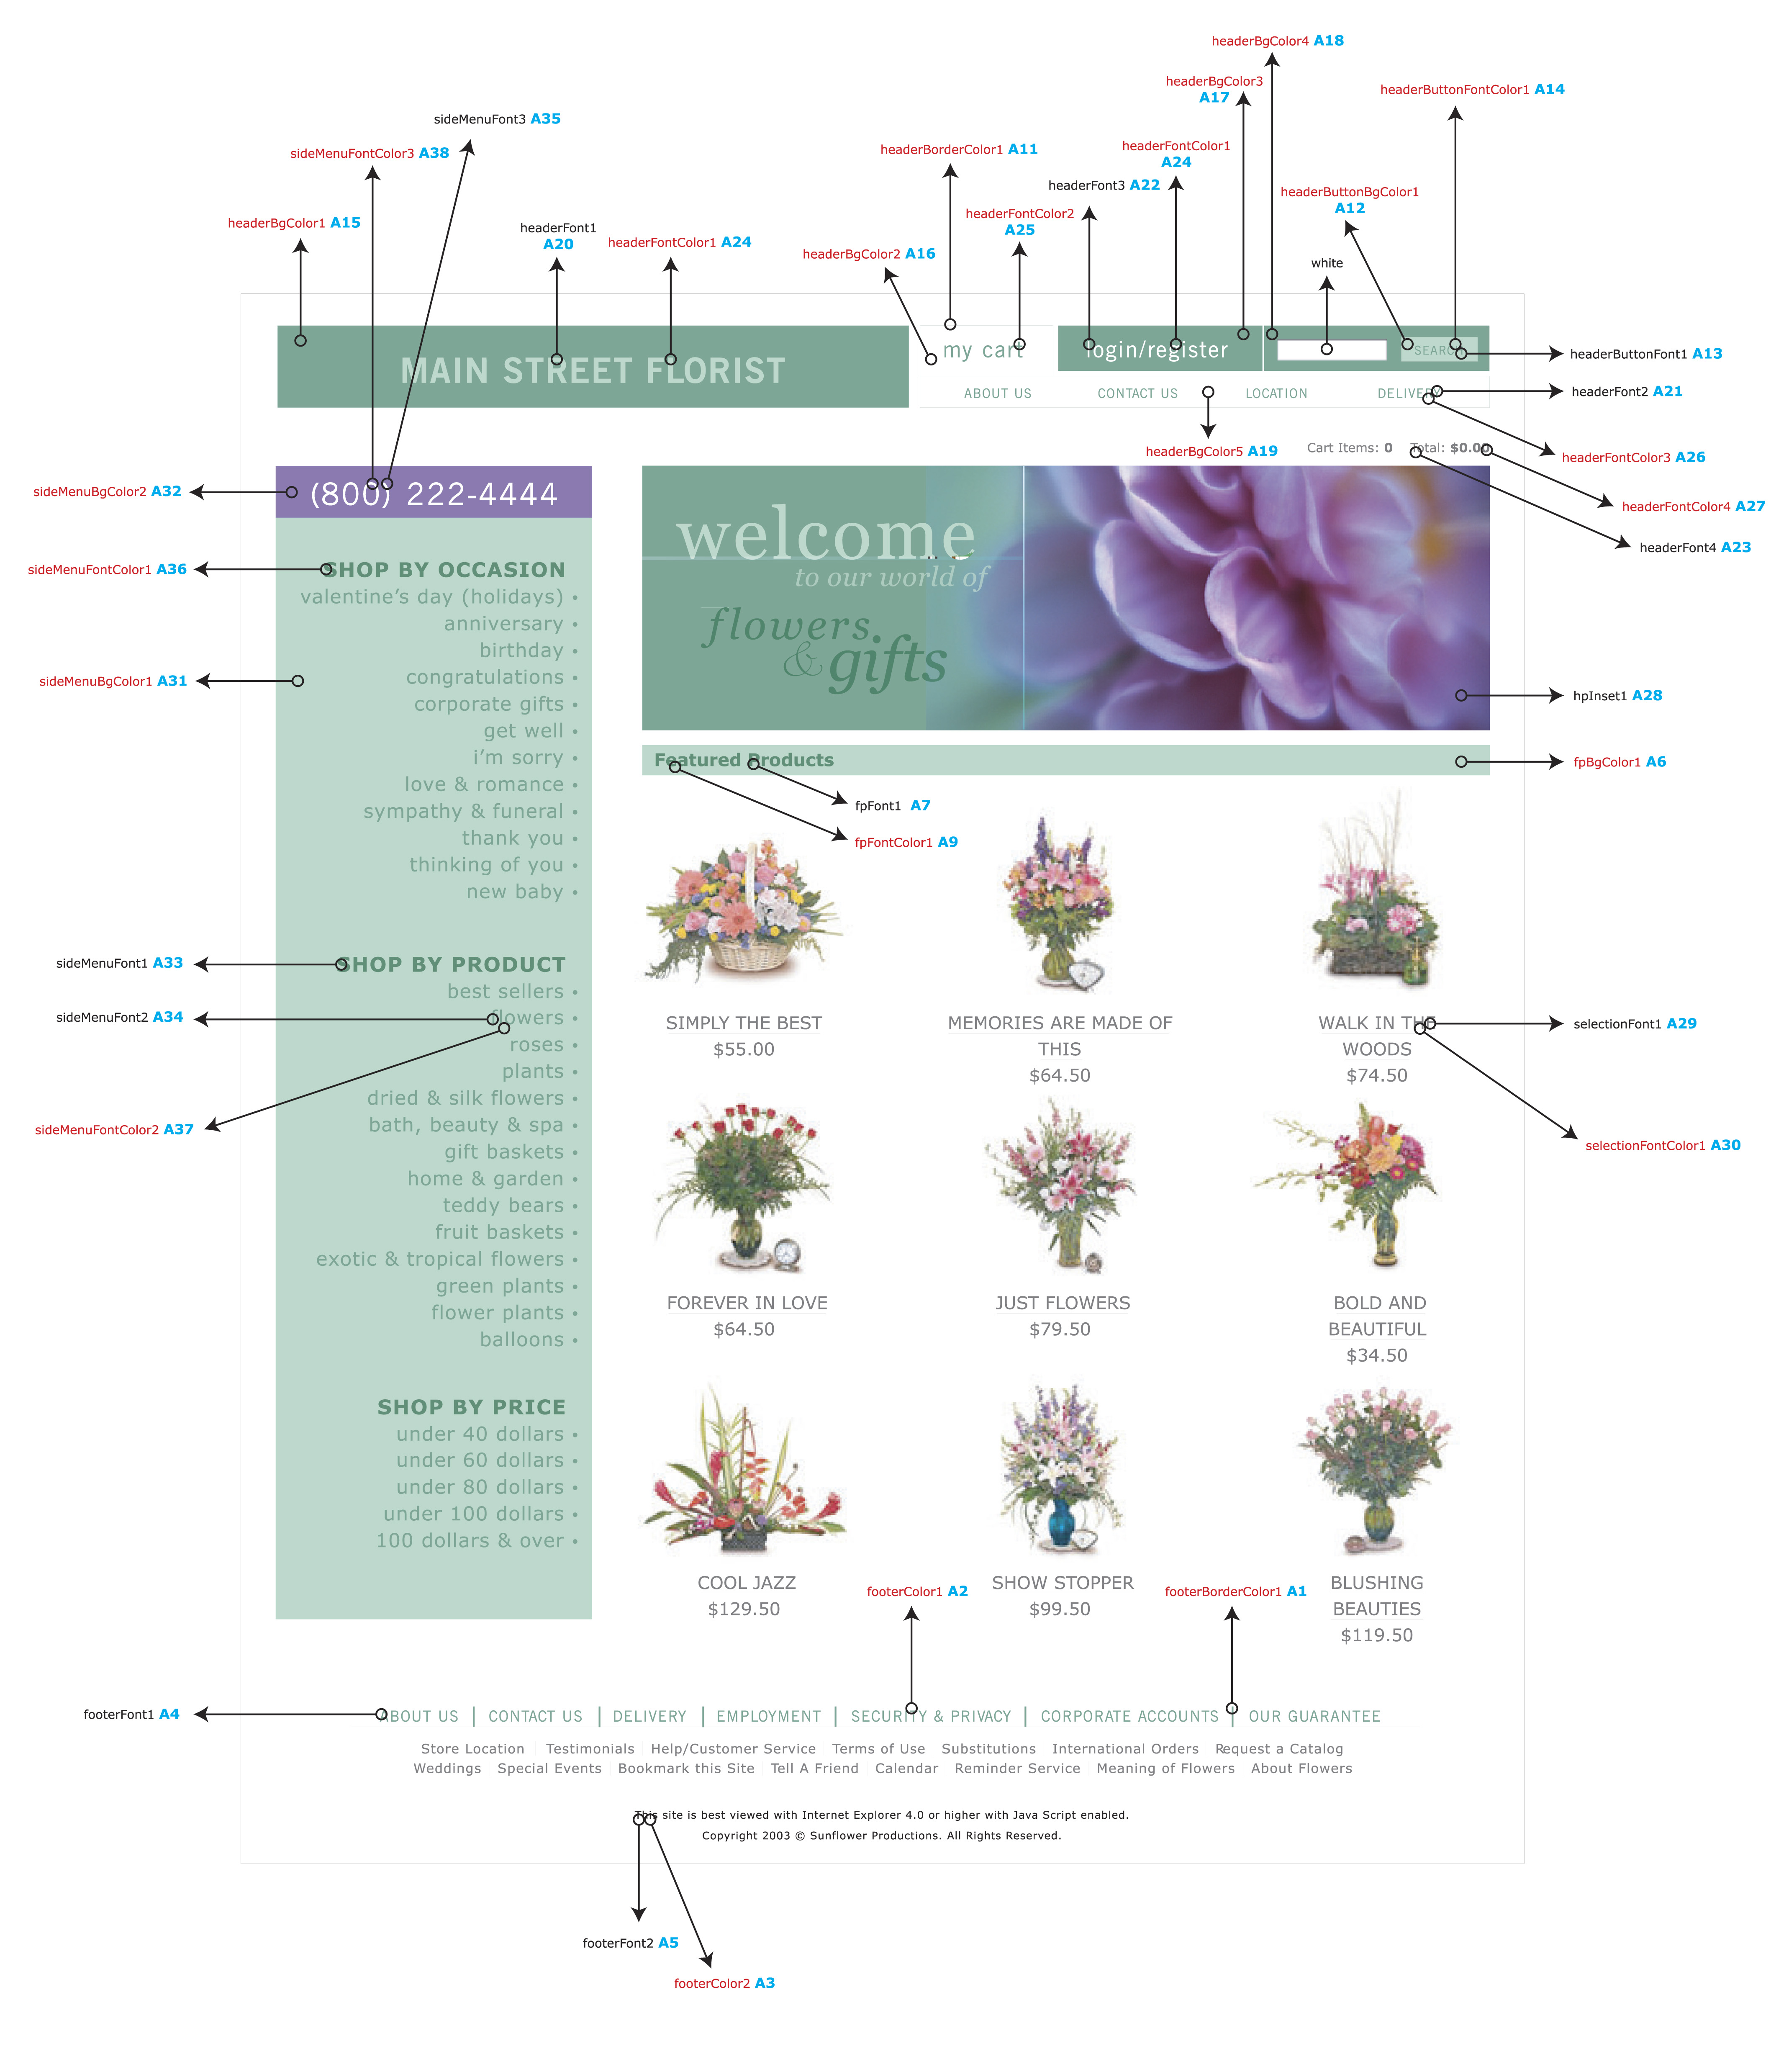 headerBgColor4 A18
headerBgColor3
A17
headerButtonFontColor1 A14
sideMenuFont3 A35
sideMenuFontColor3 A38
headerBorderColor1 A11
headerFontColor1
A24
headerFont3 A22
headerButtonBgColor1
A12
headerBgColor1 A15
headerFont1
A20
headerFontColor1 A24
headerFontColor2
A25
headerBgColor2 A16
white
MAIN STREET FLORIST
my cart
login/register
SEARCH
headerButtonFont1 A13
ABOUT US CONTACT US LOCATION DELIVERY
headerFont2 A21
headerBgColor5 A19
Cart Items: 0 Total: $0.00
headerFontColor3 A26
headerFontColor4 A27
headerFont4 A23
sideMenuBgColor2 A32
(800) 222-4444
welcome
to our world of
flowers
& gifts
hpInset1 A28
sideMenuFontColor1 A36
SHOP BY OCCASION
valentine’s day (holidays) •
anniversary •
birthday •
congratulations •
corporate gifts •
get well •
i’m sorry •
love & romance •
sympathy & funeral •
thank you •
thinking of you •
new baby •
sideMenuBgColor1 A31
Featured Products
fpBgColor1 A6
fpFont1 A7
fpFontColor1 A9
sideMenuFont1 A33
SHOP BY PRODUCT
best sellers •
sideMenuFont2 A34
flowers •
roses •
plants •
dried & silk flowers •
bath, beauty & spa •
gift baskets •
home & garden •
teddy bears •
fruit baskets •
exotic & tropical flowers •
green plants •
flower plants •
balloons •
sideMenuFontColor2 A37
SHOP BY PRICE
under 40 dollars •
under 60 dollars •
under 80 dollars •
under 100 dollars •
100 dollars & over •
SIMPLY THE BEST
$55.00
MEMORIES ARE MADE OF
THIS
$64.50
WALK IN THE
WOODS
$74.50
selectionFont1 A29
selectionFontColor1 A30
FOREVER IN LOVE
$64.50
JUST FLOWERS
$79.50
BOLD AND
BEAUTIFUL
$34.50
COOL JAZZ
$129.50
footerColor1 A2
SHOW STOPPER
$99.50
footerBorderColor1 A1
BLUSHING
BEAUTIES
$119.50
footerFont1 A4
ABOUT US | CONTACT US | DELIVERY | EMPLOYMENT | SECURITY & PRIVACY | CORPORATE ACCOUNTS | OUR GUARANTEE
Store Location Testimonials Help/Customer Service Terms of Use Substitutions International Orders Request a Catalog
Weddings Special Events Bookmark this Site Tell A Friend Calendar Reminder Service Meaning of Flowers About Flowers
This site is best viewed with Internet Explorer 4.0 or higher with Java Script enabled.
Copyright 2003 © Sunflower Productions. All Rights Reserved.
footerFont2 A5
footerColor2 A3